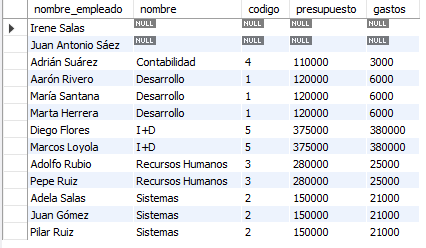 nombre_empleado nombre codigo presupuesto gastos
Irene Salas NULL NULL NULL NULL
Juan Antonio Sáez NULL NULL NULL NULL
Adrián Suárez Contabilidad 4 110000 3000
Aarón Rivero Desarrollo 1 120000 6000
María Santana Desarrollo 1 120000 6000
Marta Herrera Desarrollo 1 120000 6000
Diego Flores I+D 5 375000 380000
Marcos Loyola I+D 5 375000 380000
Adolfo Rubio Recursos Humanos 3 280000 25000
Pepe Ruiz Recursos Humanos 3 280000 25000
Adela Salas Sistemas 2 150000 21000
Juan Gómez Sistemas 2 150000 21000
Pilar Ruiz Sistemas 2 150000 21000